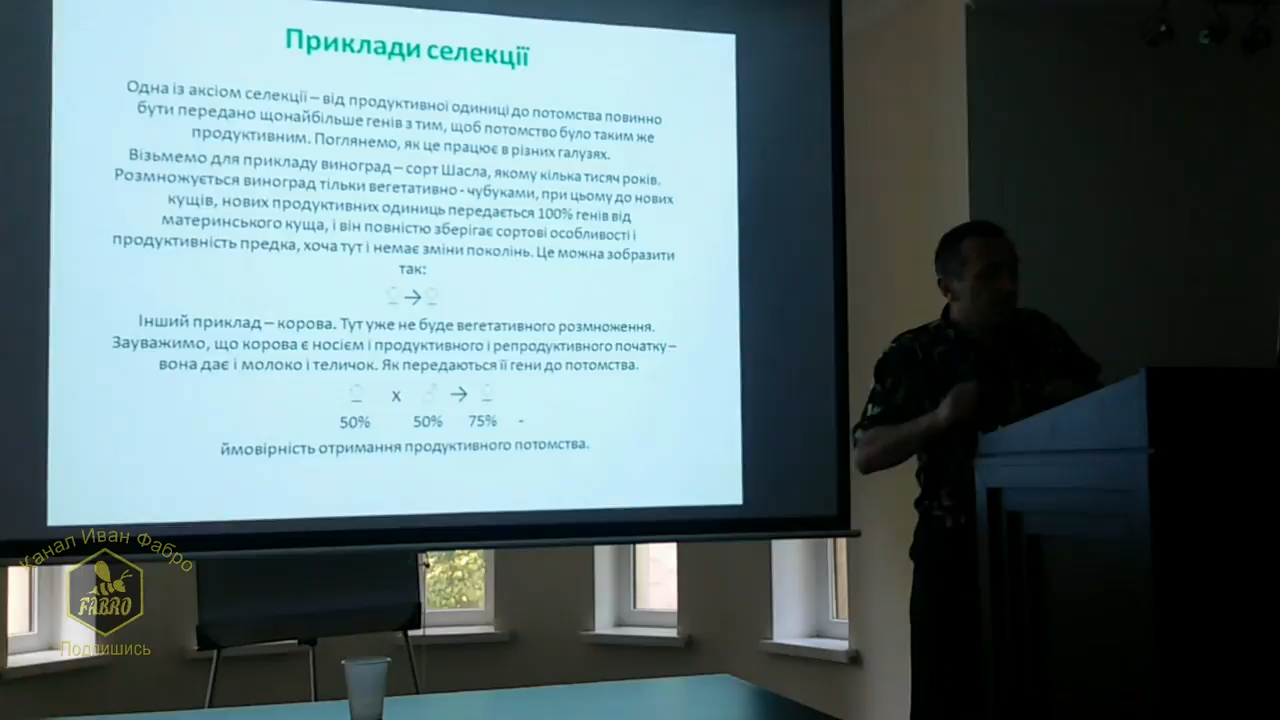 Приклади селекції
Одна із аксіом селекції – від продуктивної одиниці до потомства повинно
бути передано щонайбільше генів з тим, щоб потомство було таким же
продуктивним. Поглянемо, як це працює в різних галузях.
Візьмемо для прикладу виноград – сорт Шасла, якому кілька тисяч років.
Розмножується виноград тільки вегетативно - чубуками, при цьому до нових
кущів, нових продуктивних одиниць передається 100% генів від
материнського куща, і він повністю зберігає сортові особливості і
продуктивність предка, хоча тут і немає зміни поколінь. Це можна зобразити
так:
♀ → ♀
Інший приклад – корова. Тут уже не буде вегетативного розмноження.
Зауважимо, що корова є носієм і продуктивного і репродуктивного початку –
вона дає і молоко і теличок. Як передаються її гени до потомства.
♀ х ♂ → ♀
50% 50% 75% -
ймовірність отримання продуктивного потомства.
Канал Иван Фабро
FABRO
Подпишись